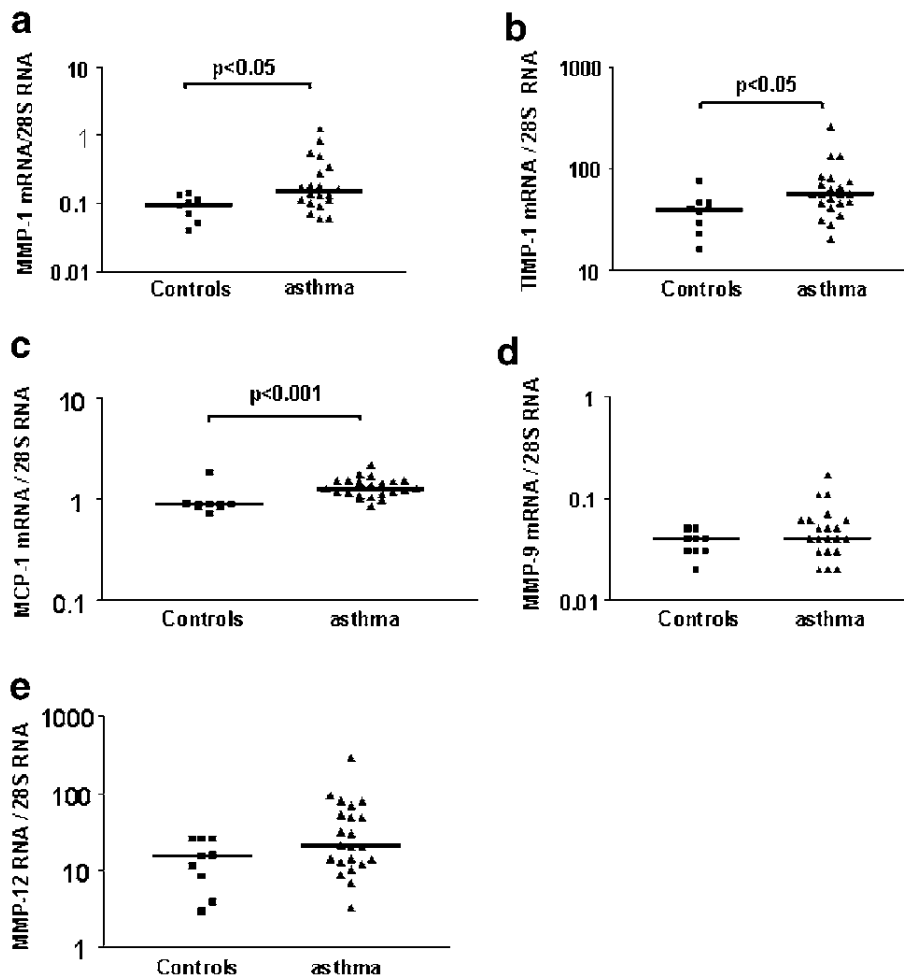 a
MMP-1 mRNA/28S RNA
10
1
0.1
0.01
p<0.05
Controls
asthma
b
TIMP-1 mRNA / 28S RNA
1000
100
10
p<0.05
Controls
asthma
c
MCP-1 mRNA / 28S RNA
10
1
0.1
p<0.001
Controls
asthma
d
MMP-9 mRNA / 28S RNA
1
0.1
0.01
Controls
asthma
e
MMP-12 RNA / 28S RNA
1000
100
10
1
Controls
asthma